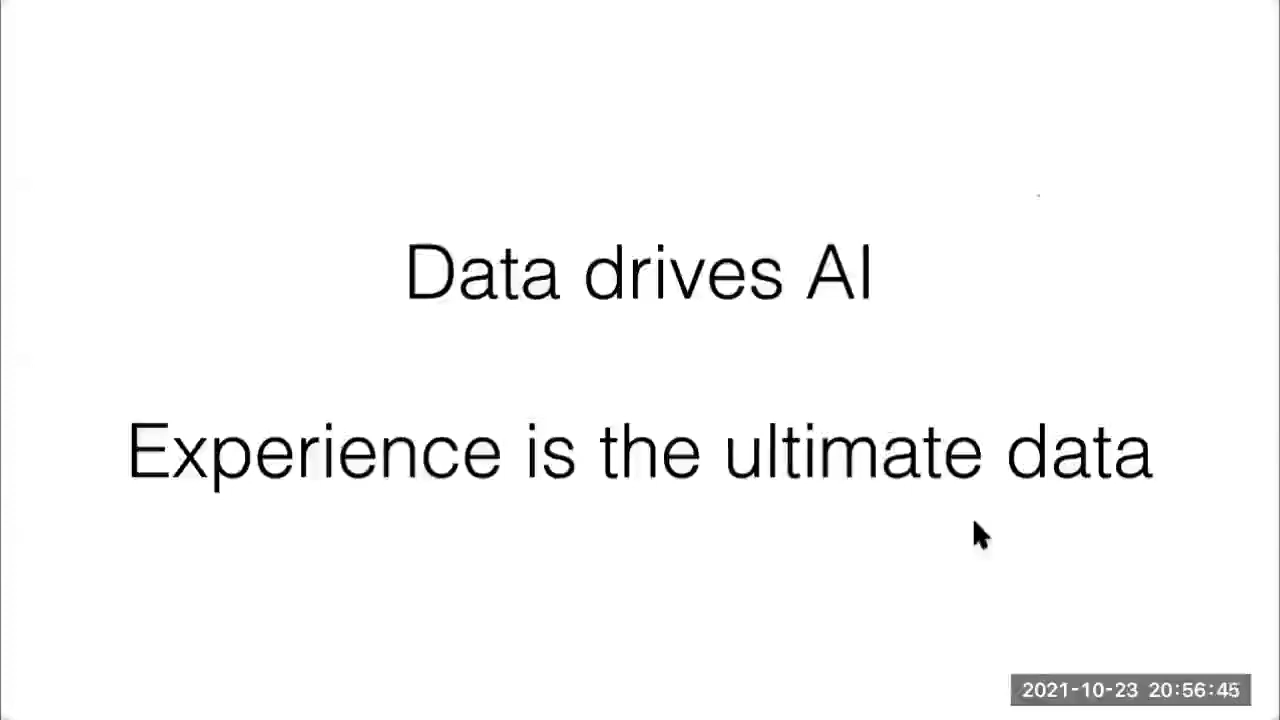 Data drives AI
Experience is the ultimate data
2021-10-23 20:56:45